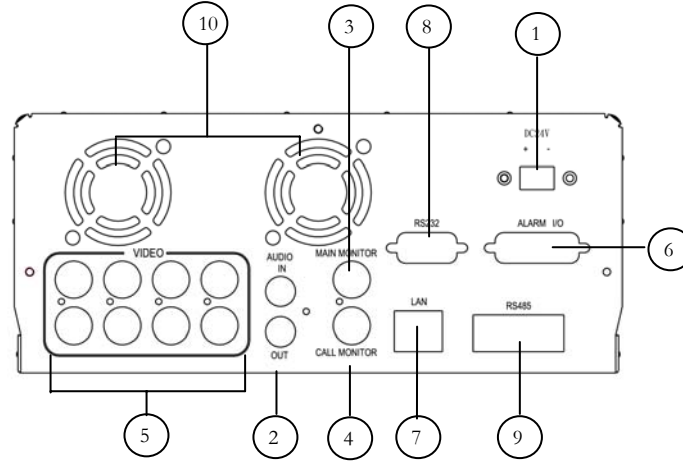 10
3
8
1
DC24V
+ -
RS232
ALARM I/O
6
VIDEO
AUDIO
IN
MAIN MONITOR
LAN
RS485
OUT
CALL MONITOR
5
2
4
7
9